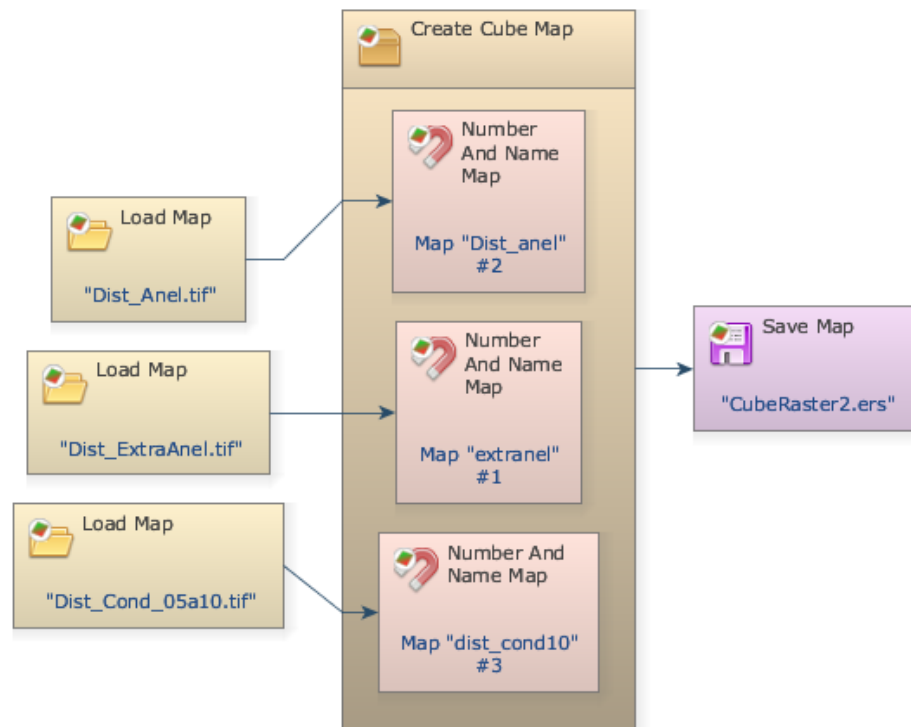 Create Cube Map
Number
And Name
Map
Map "Dist_anel"
#2
Load Map
"Dist_Anel.tif"
Number
And Name
Map
Map "extranel"
#1
Load Map
"Dist_ExtraAnel.tif"
Save Map
"CubeRaster2.ers"
Load Map
"Dist_Cond_05a10.tif"
Number And
Name Map
Map "dist_cond10"
#3